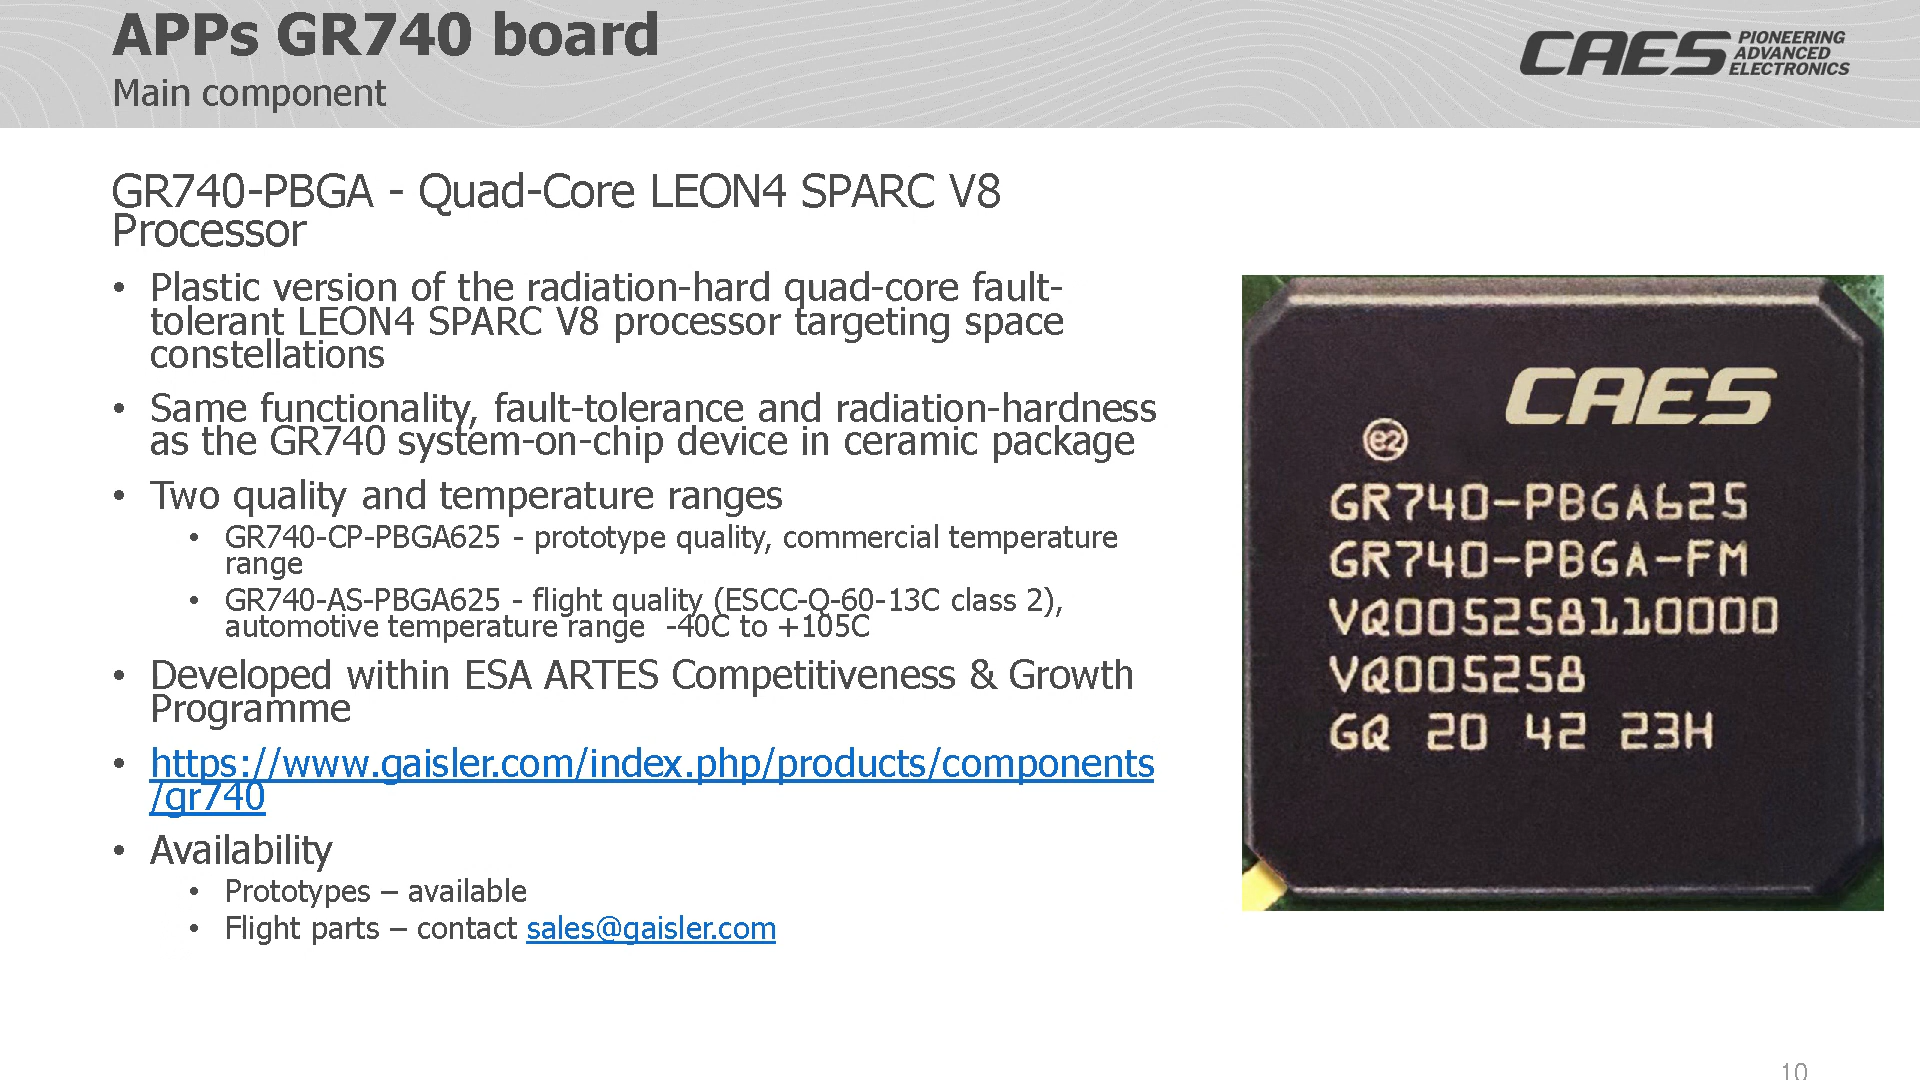 APPs GR740 board
Main component
CAES PIONEERING
ADVANCED
ELECTRONICS
GR740-PBGA - Quad-Core LEON4 SPARC V8
Processor
• Plastic version of the radiation-hard quad-core fault-
tolerant LEON4 SPARC V8 processor targeting space
constellations
• Same functionality, fault-tolerance and radiation-hardness
as the GR740 system-on-chip device in ceramic package
• Two quality and temperature ranges
• GR740-CP-PBGA625 - prototype quality, commercial temperature
range
• GR740-AS-PBGA625 - flight quality (ESCC-Q-60-13C class 2),
automotive temperature range  -40C to +105C
• Developed within ESA ARTES Competitiveness & Growth
Programme
• https://www.gaisler.com/index.php/products/components
/gr740
• Availability
• Prototypes – available
• Flight parts – contact sales@gaisler.com
CAES
e2
GR740-PBGA625
GR740-PBGA-FM
VQ005258110000
VQ005258
GQ 20 42 23H
10